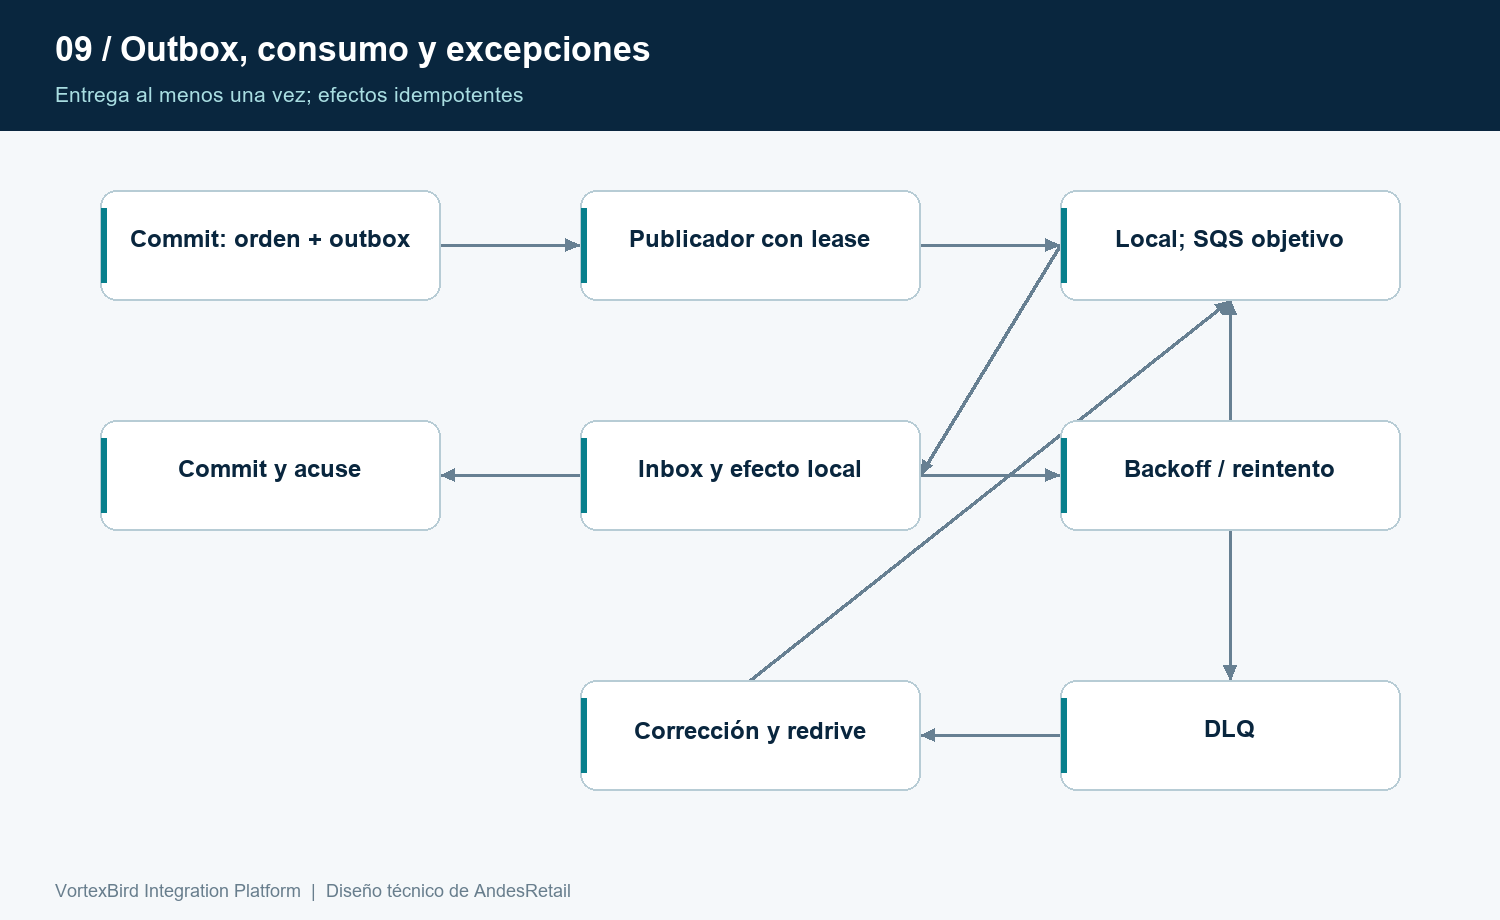 09 / Outbox, consumo y excepciones
Entrega al menos una vez; efectos idempotentes
Commit: orden + outbox
Publicador con lease
Local; SQS objetivo
Commit y acuse
Inbox y efecto local
Backoff / reintento
Corrección y redrive
DLQ
VortexBird Integration Platform | Diseño técnico de AndesRetail